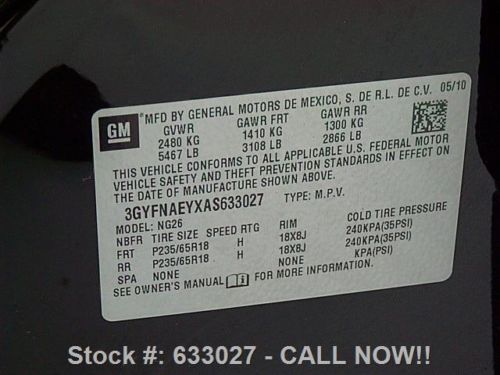 GM
MFD BY GENERAL MOTORS DE MEXICO, S. DE R.L. DE C.V. 05/10
GVWR GAWR FRT GAWR RR
2480 KG 1410 KG 1300 KG
5467 LB 3108 LB 2866 LB
THIS VEHICLE CONFORMS TO ALL APPLICABLE U.S. FEDERAL MOTOR
VEHICLE SAFETY AND THEFT PREVENTION STANDARDS IN EFFECT
ON THE DATE OF MANUFACTURE SHOWN ABOVE.
3GYFNAEYXAS633027 TYPE: M.P.V.
MODEL: NG26
NBFR TIRE SIZE SPEED RTG RIM COLD TIRE PRESSURE
FRT P235/65R18 H 18X8J 240KPA(35PSI)
RR P235/65R18 H 18X8J 240KPA(35PSI)
SPA NONE NONE KPA(PSI)
SEE OWNER'S MANUAL FOR MORE INFORMATION.
Stock #: 633027 - CALL NOW!!